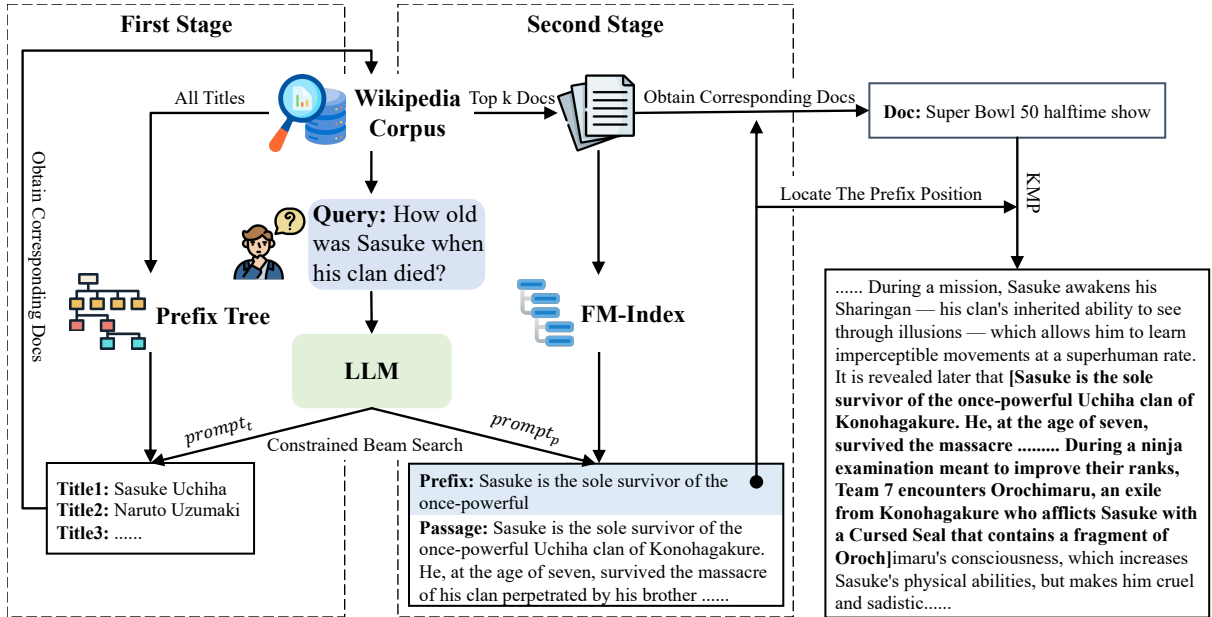 First Stage
Second Stage
All Titles
Wikipedia
Corpus
Top k Docs
Obtain Corresponding Docs
Doc: Super Bowl 50 halftime show
Obtain Corresponding Docs
Query: How old
was Sasuke when
his clan died?
Locate The Prefix Position
KMP
Prefix Tree
FM-Index
LLM
prompt_t
Constrained Beam Search
prompt_p
Title1: Sasuke Uchiha
Title2: Naruto Uzumaki
Title3: ......
Prefix: Sasuke is the sole survivor of the
once-powerful
Passage: Sasuke is the sole survivor of the
once-powerful Uchiha clan of Konohagakure.
He, at the age of seven, survived the massacre
of his clan perpetrated by his brother ......
...... During a mission, Sasuke awakens his
Sharingan — his clan's inherited ability to see
through illusions — which allows him to learn
imperceptible movements at a superhuman rate.
It is revealed later that [Sasuke is the sole
survivor of the once-powerful Uchiha clan of
Konohagakure. He, at the age of seven,
survived the massacre ......... During a ninja
examination meant to improve their ranks,
Team 7 encounters Orochimaru, an exile
from Konohagakure who afflicts Sasuke with
a Cursed Seal that contains a fragment of
Oroch]imaru's consciousness, which increases
Sasuke's physical abilities, but makes him cruel
and sadistic......